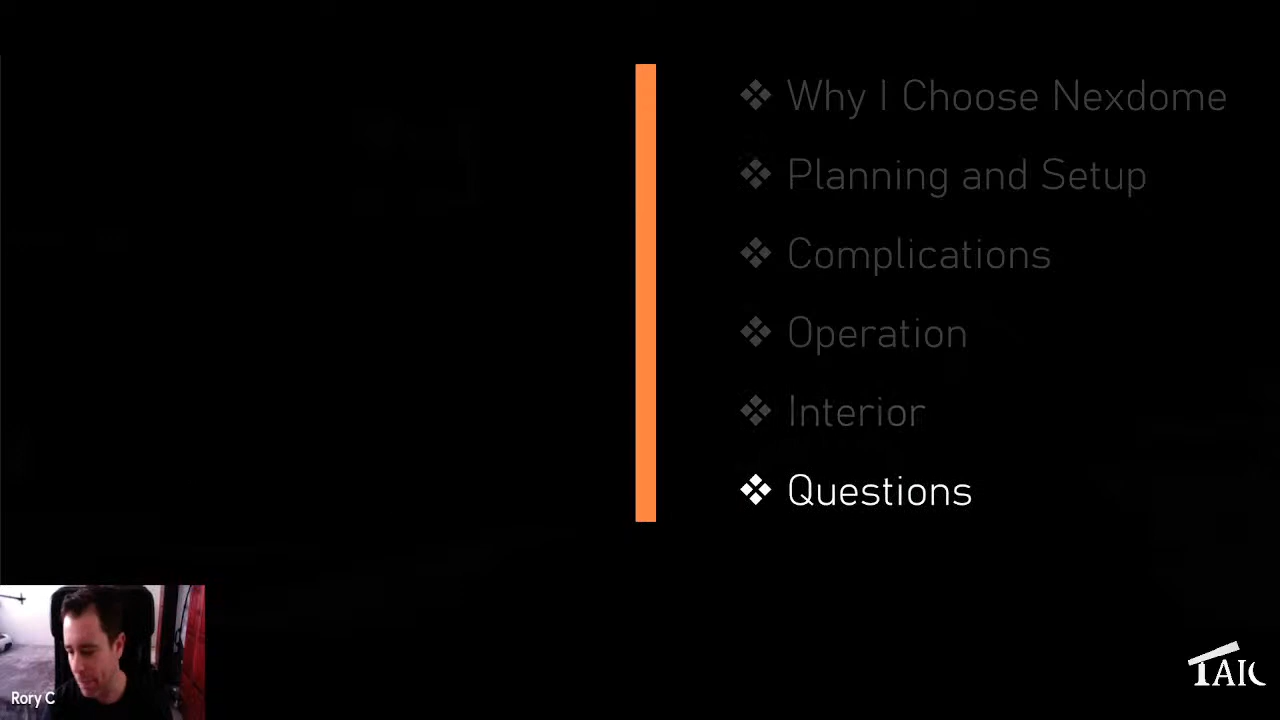 Why I Choose Nexdome
Planning and Setup
Complications
Operation
Interior
Questions
Rory C
TAIC